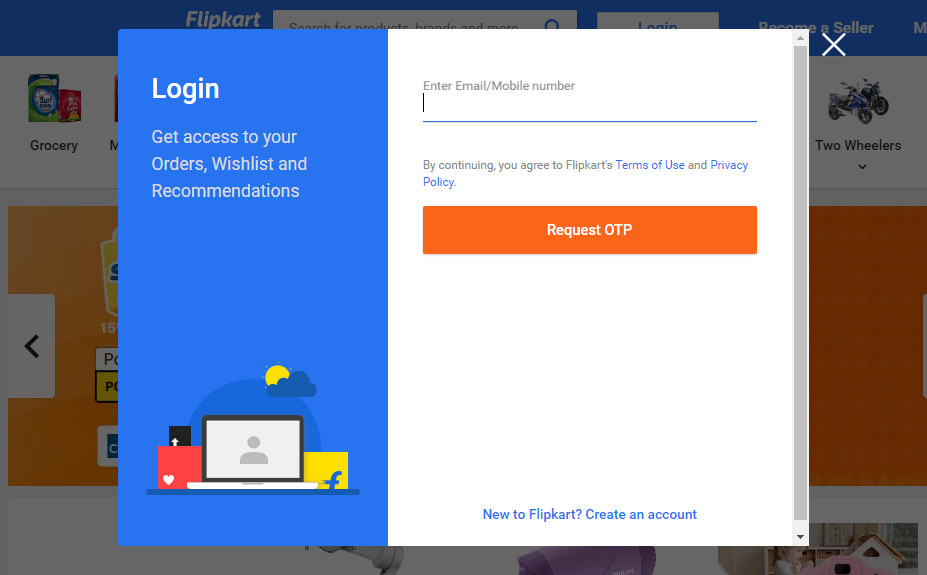 Flipkart
Search for products, brands and more
Login
Become a Seller
Login
Get access to your
Orders, Wishlist and
Recommendations
Enter Email/Mobile number
By continuing, you agree to Flipkart's Terms of Use and Privacy
Policy.
Request OTP
New to Flipkart? Create an account
Grocery
Two Wheelers